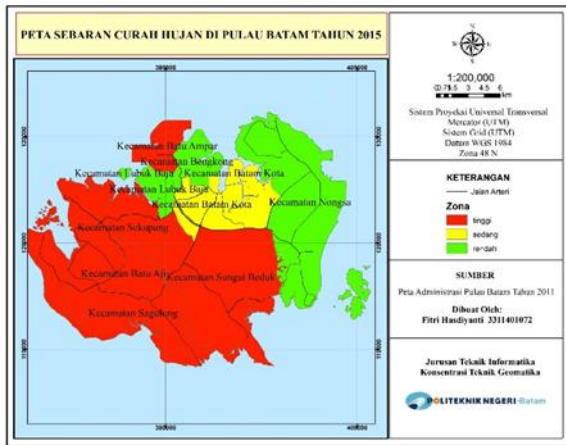 PETA SEBARAN CURAH HUJAN DI PULAU BATAM TAHUN 2015
Kecamatan Batu Ampar
Kecamatan Bengkong
Kecamatan Lubuk Baja
Kecamatan Batam Kota
Kecamatan Lubuk Baja
Kecamatan Batam Kota
Kecamatan Nongsa
Kecamatan Sekupang
Kecamatan Batu Aji
Kecamatan Sungai Beduk
Kecamatan Sagulung
1:200,000
Km
Sistem Proyeksi Universal Transversal
Mercator (UTM)
Sistem Grid (UTM)
Datum WGS 1984
Zona 48 N
KETERANGAN
Jalan Arteri
Zona
tinggi
sedang
rendah
SUMBER
Peta Administrasi Pulau Batam Tahun 2011
Dibuat Oleh:
Fitri Hasdiyanti 3311401072
Jurusan Teknik Informatika
Konsentrasi Teknik Geomatika
POLITEKNIK NEGERI-Batam